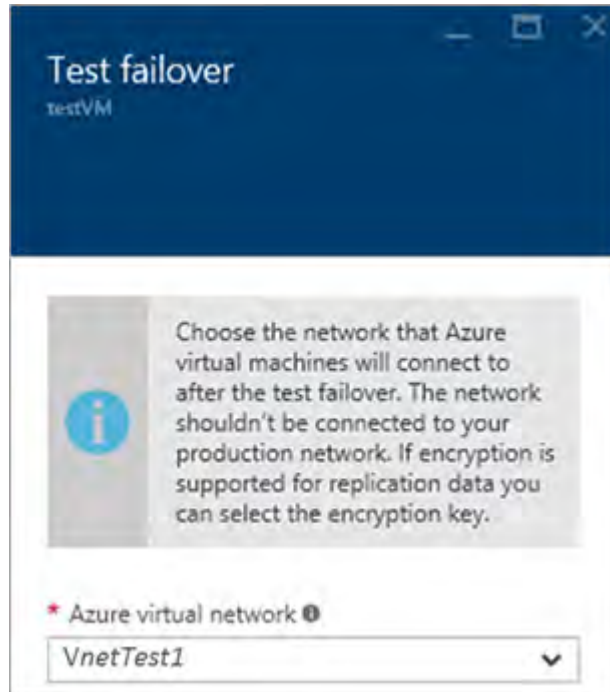 Test failover
testVM
Choose the network that Azure
virtual machines will connect to
after the test failover. The network
shouldn't be connected to your
production network. If encryption is
supported for replication data you
can select the encryption key.
* Azure virtual network
VnetTest1